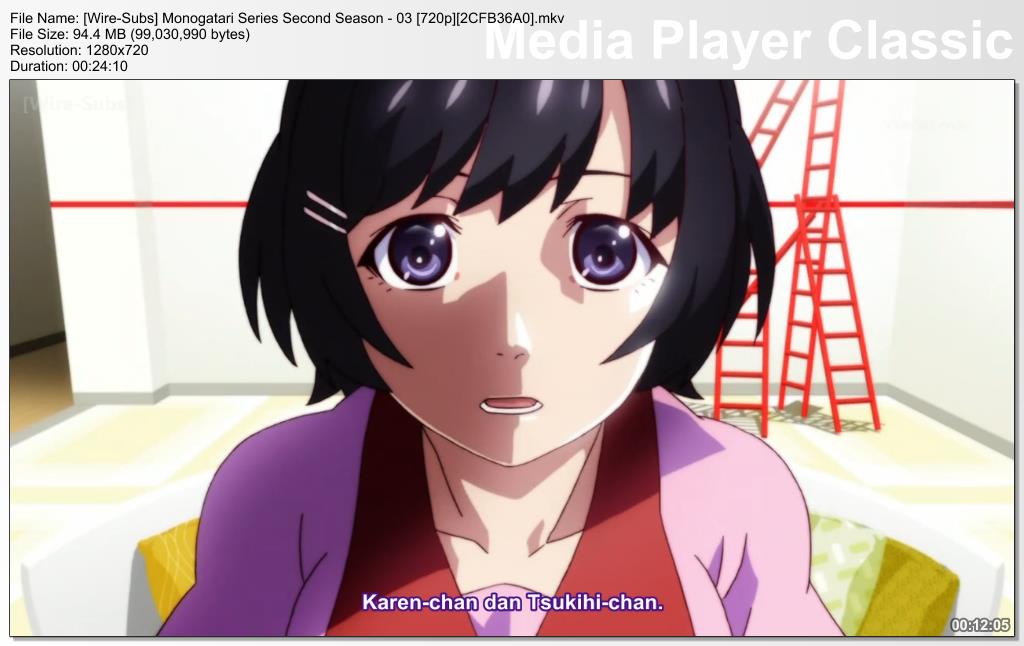 File Name: [Wire-Subs] Monogatari Series Second Season - 03 [720p][2CFB36A0].mkv
File Size: 94.4 MB (99,030,990 bytes)
Resolution: 1280x720
Duration: 00:24:10
Media Player Classic
[Wire-Subs]
Karen-chan dan Tsukihi-chan.
00:12:05